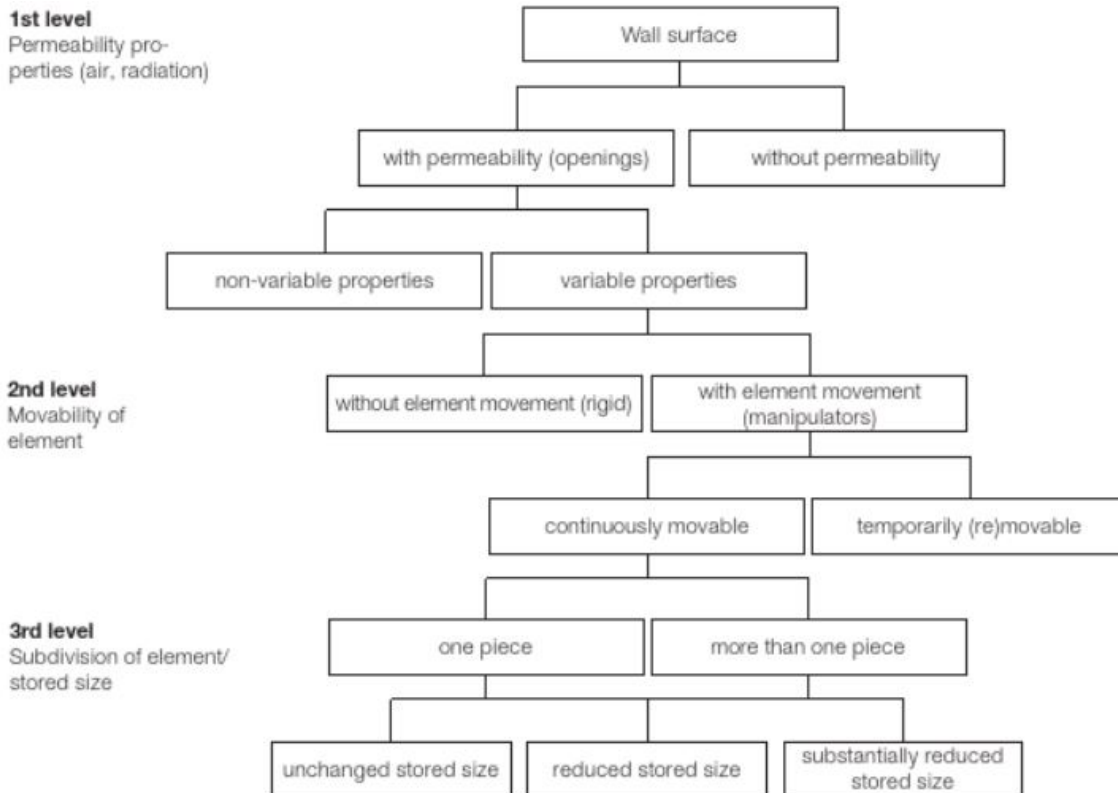 1st level
Permeability pro-
perties (air, radiation)
Wall surface
with permeability (openings)
without permeability
non-variable properties
variable properties
2nd level
Movability of
element
without element movement (rigid)
with element movement
(manipulators)
continuously movable
temporarily (re)movable
3rd level
Subdivision of element/
stored size
one piece
more than one piece
unchanged stored size
reduced stored size
substantially reduced
stored size